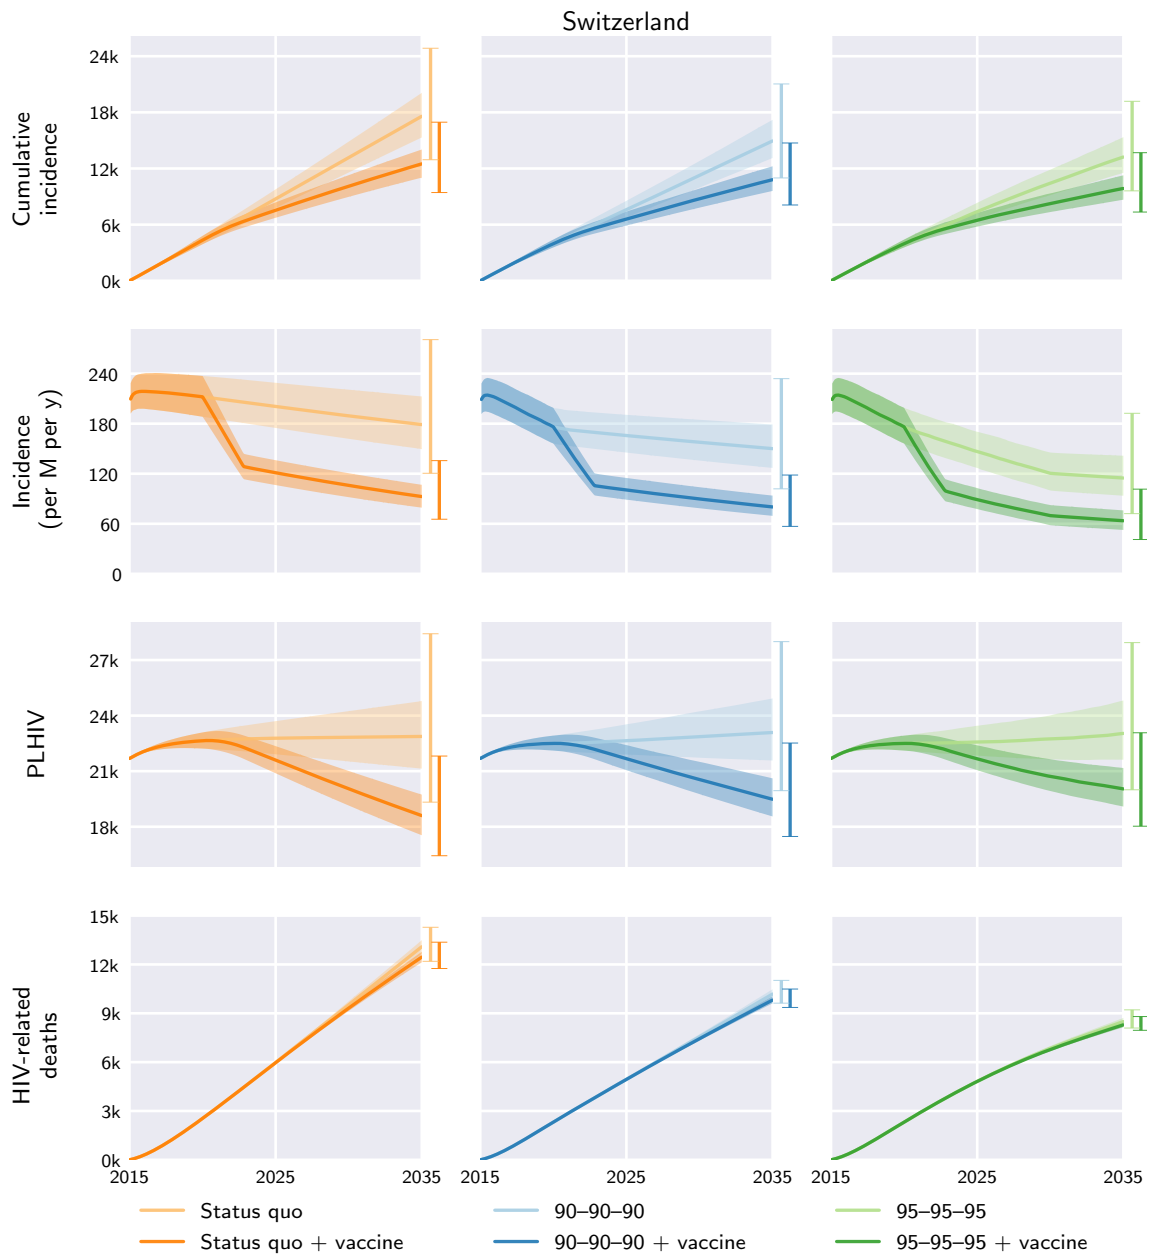 Switzerland
Cumulative
incidence
24k
18k
12k
6k
0k
Incidence
(per M per y)
240
180
120
60
0
PLHIV
27k
24k
21k
18k
HIV-related
deaths
15k
12k
9k
6k
3k
0k
2015 2025 2035 2015 2025 2035 2015 2025 2035
Status quo 90–90–90 95–95–95
Status quo + vaccine 90–90–90 + vaccine 95–95–95 + vaccine